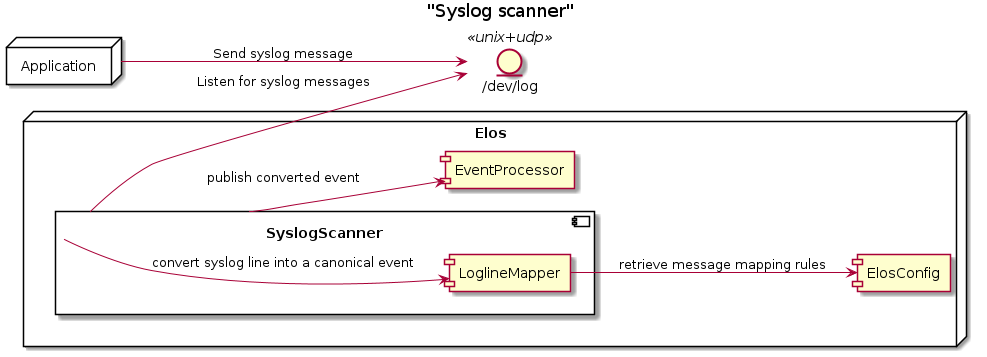 "Syslog scanner"
«unix+udp»
Application
Send syslog message
/dev/log
Listen for syslog messages
Elos
publish converted event
EventProcessor
SyslogScanner
convert syslog line into a canonical event
LoglineMapper
retrieve message mapping rules
ElosConfig